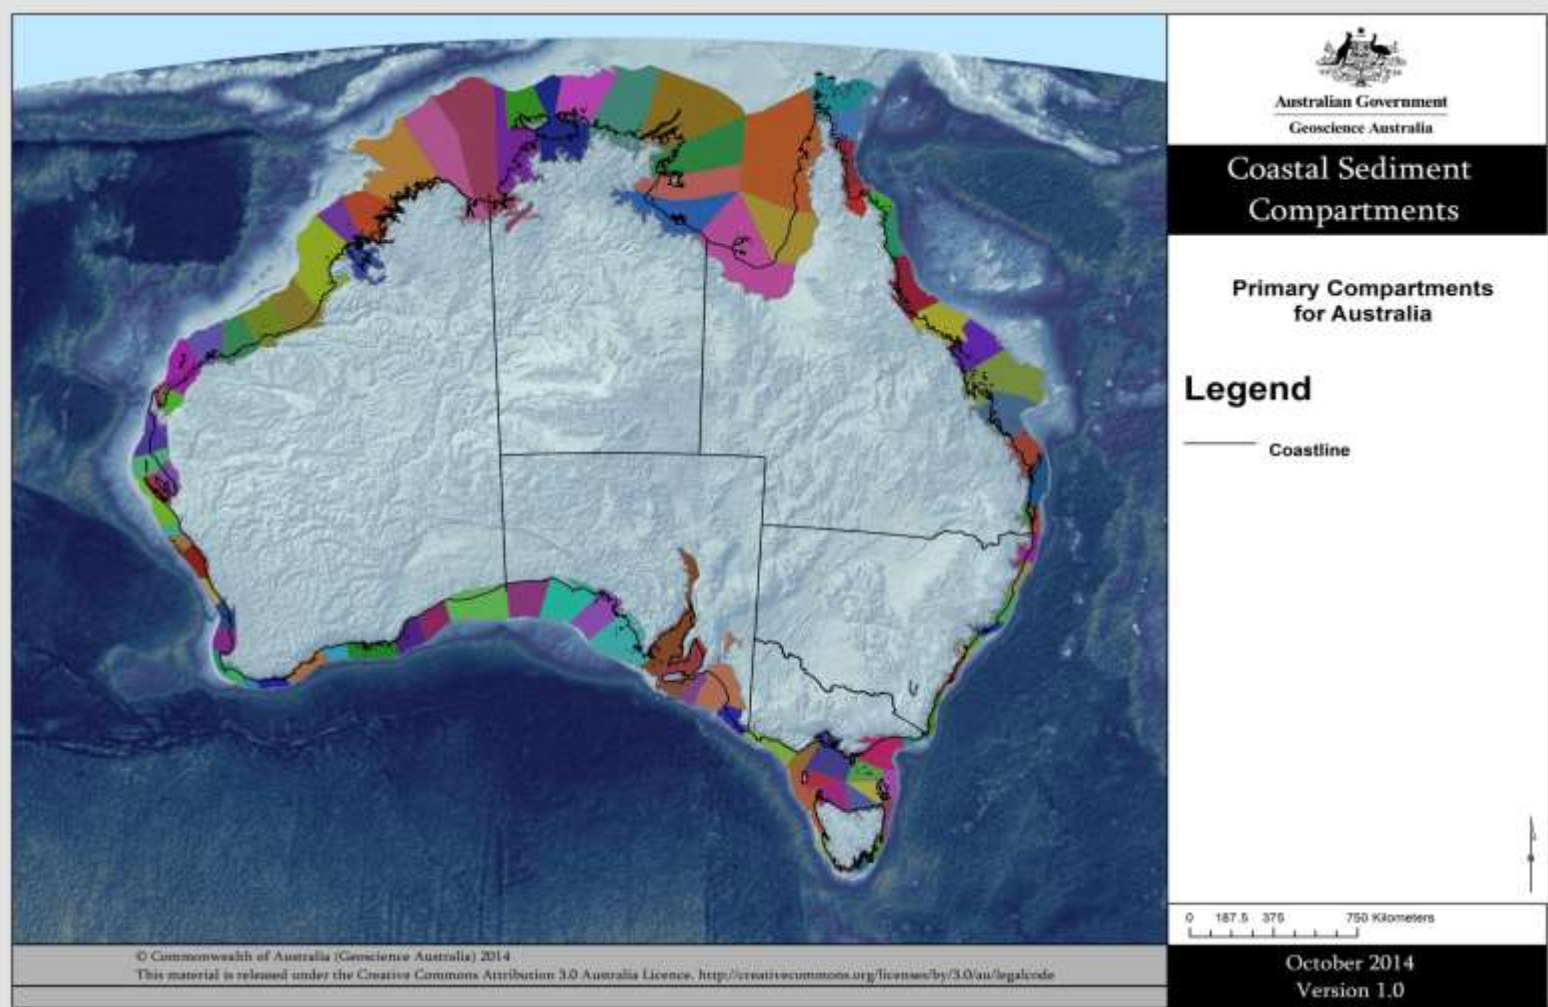 Australian Government
Geoscience Australia
Coastal Sediment
Compartments
Primary Compartments
for Australia
Legend
Coastline
0 187.5 375 750 Kilometers
© Commonwealth of Australia (Geoscience Australia) 2014
This material is released under the Creative Commons Attribution 3.0 Australia Licence. http://creativecommons.org/licenses/by/3.0/au/legalcode
October 2014
Version 1.0